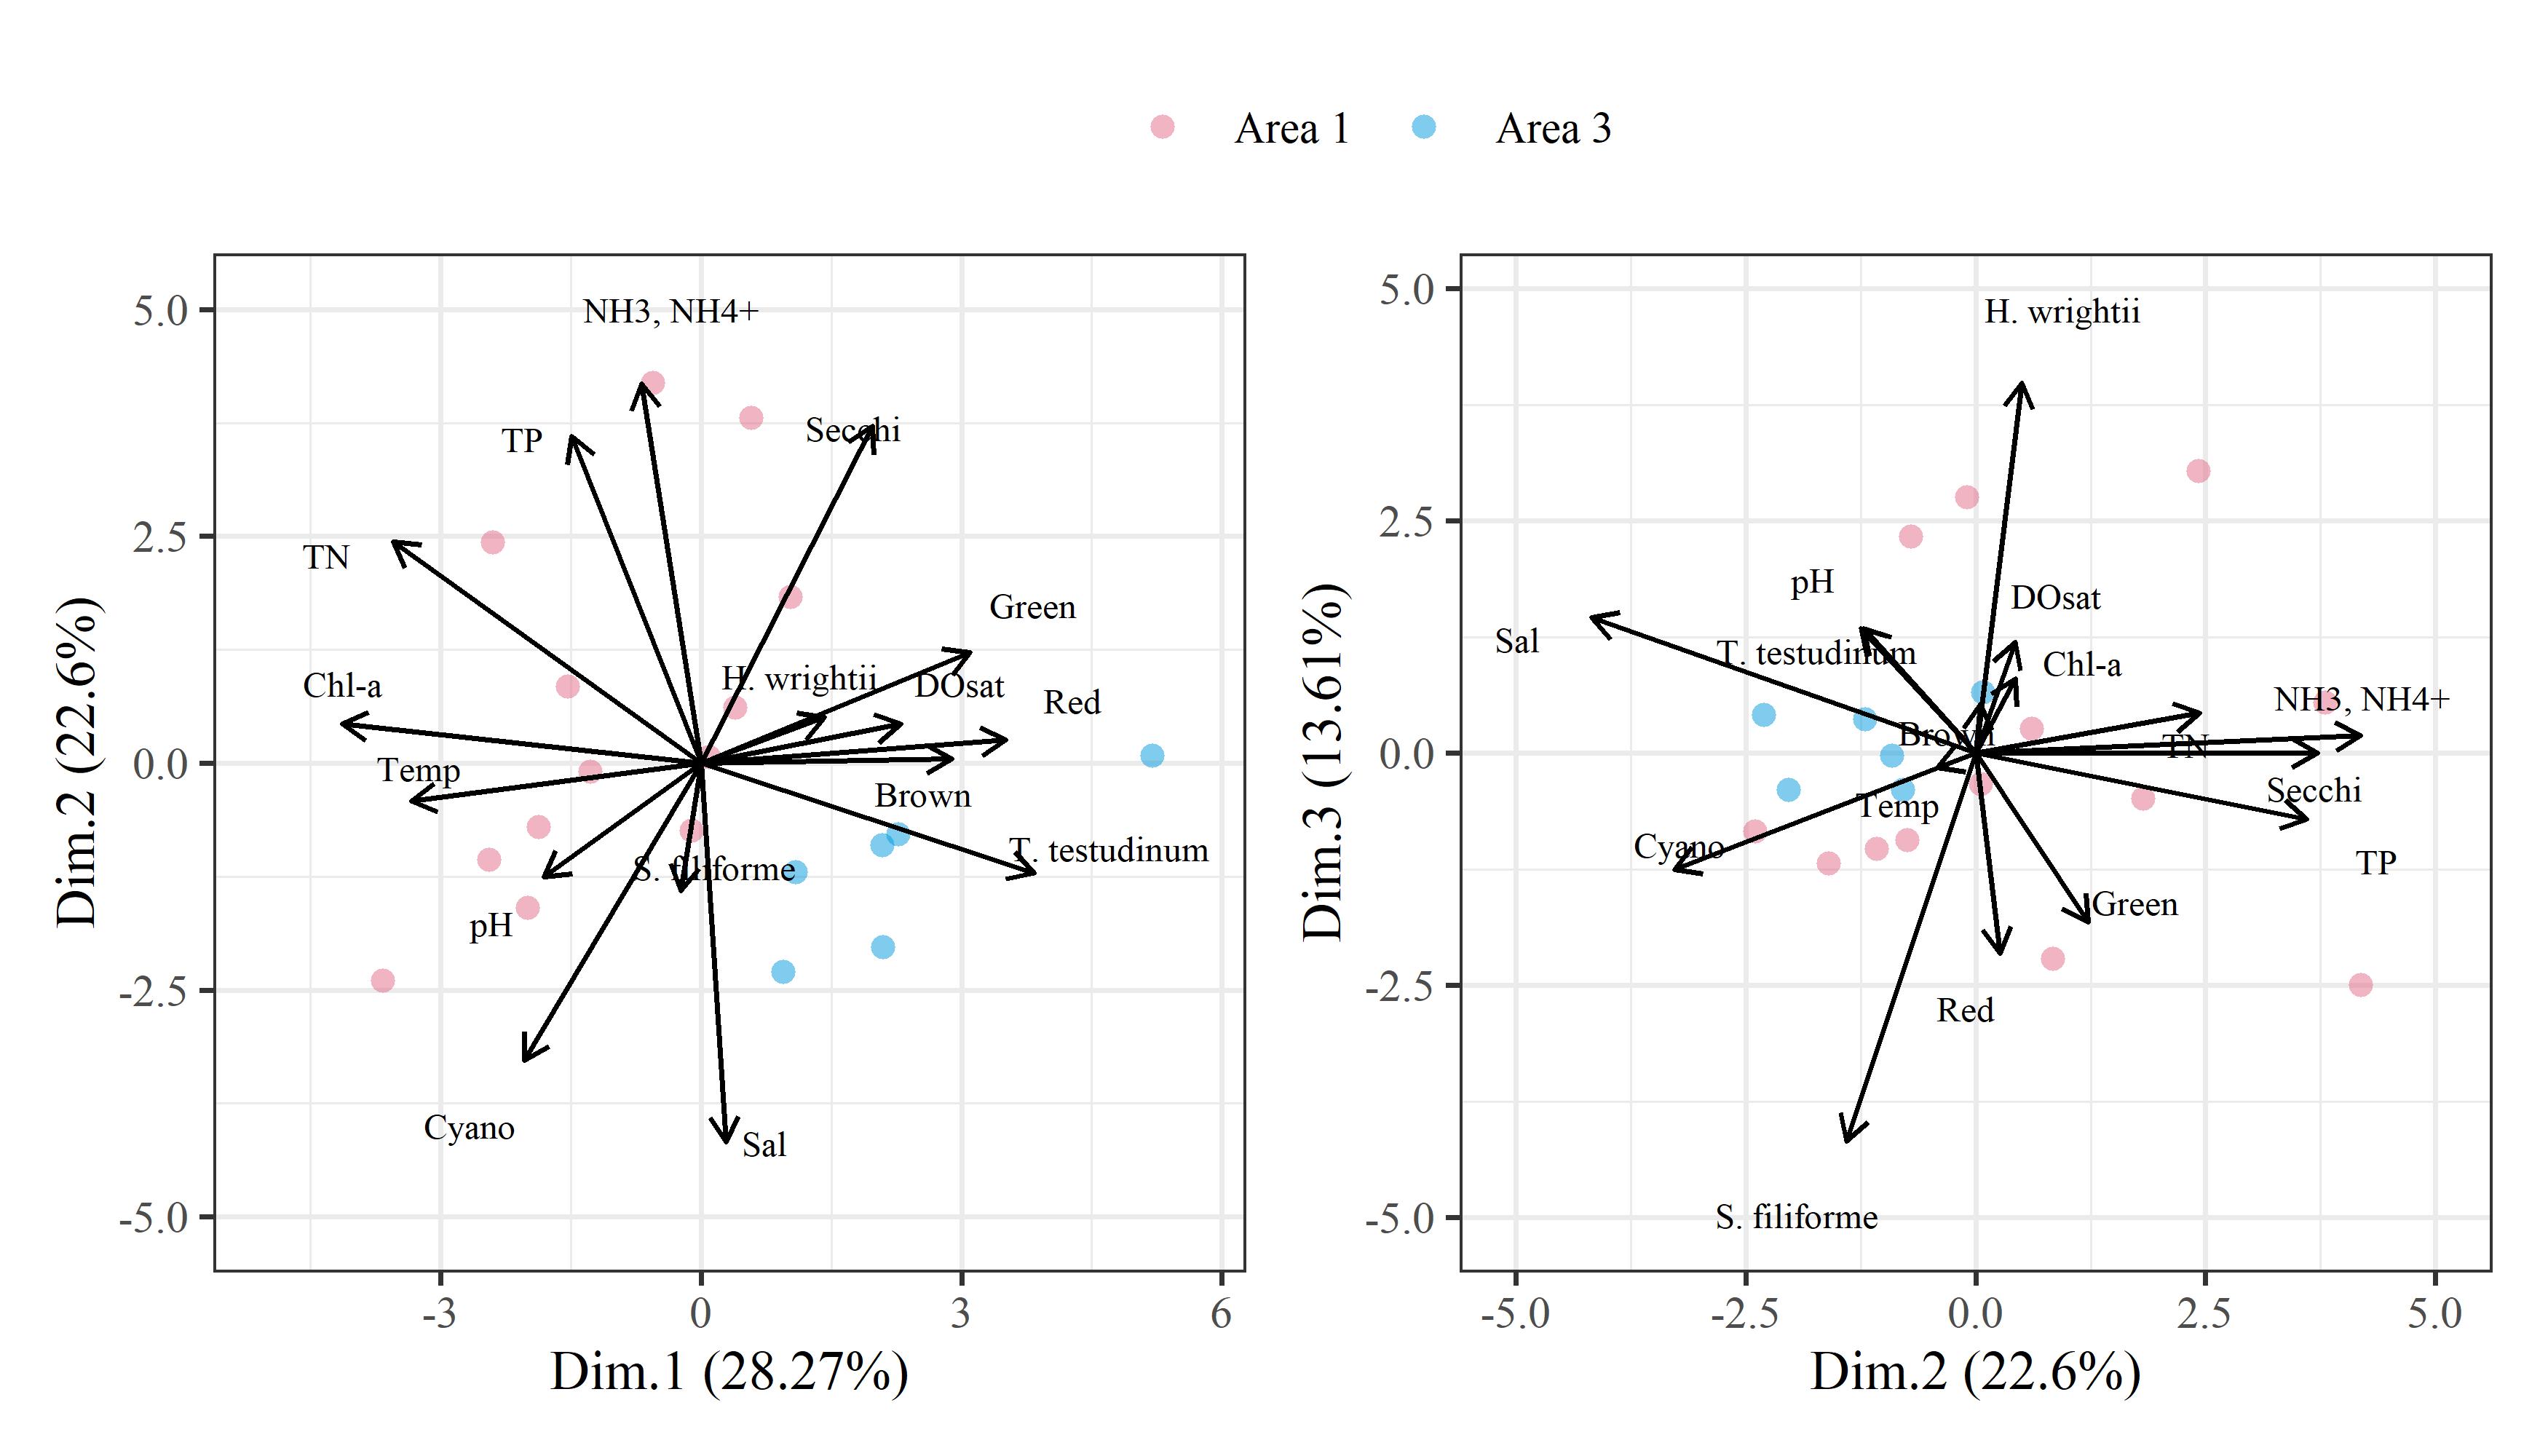 Area 1 Area 3
NH3, NH4+
TP
Secchi
TN
Green
Chl-a
H. wrightii
DOsat
Red
Temp
Brown
S. filiforme
T. testudinum
pH
Cyano
Sal
5.0
2.5
0.0
-2.5
-5.0
-3 0 3 6
Dim.1 (28.27%)
Dim.2 (22.6%)
H. wrightii
pH
DOsat
Sal
T. testudinum
Chl-a
NH3, NH4+
Brown
TN
Secchi
Temp
Cyano
TP
Green
Red
S. filiforme
5.0
2.5
0.0
-2.5
-5.0
-5.0 -2.5 0.0 2.5 5.0
Dim.2 (22.6%)
Dim.3 (13.61%)